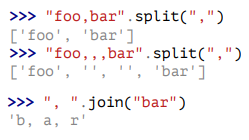 >>> "foo,bar".split(",")
['foo', 'bar']
>>> "foo,,,bar".split(",")
['foo', '', '', 'bar']
>>> ", ".join("bar")
'b, a, r'